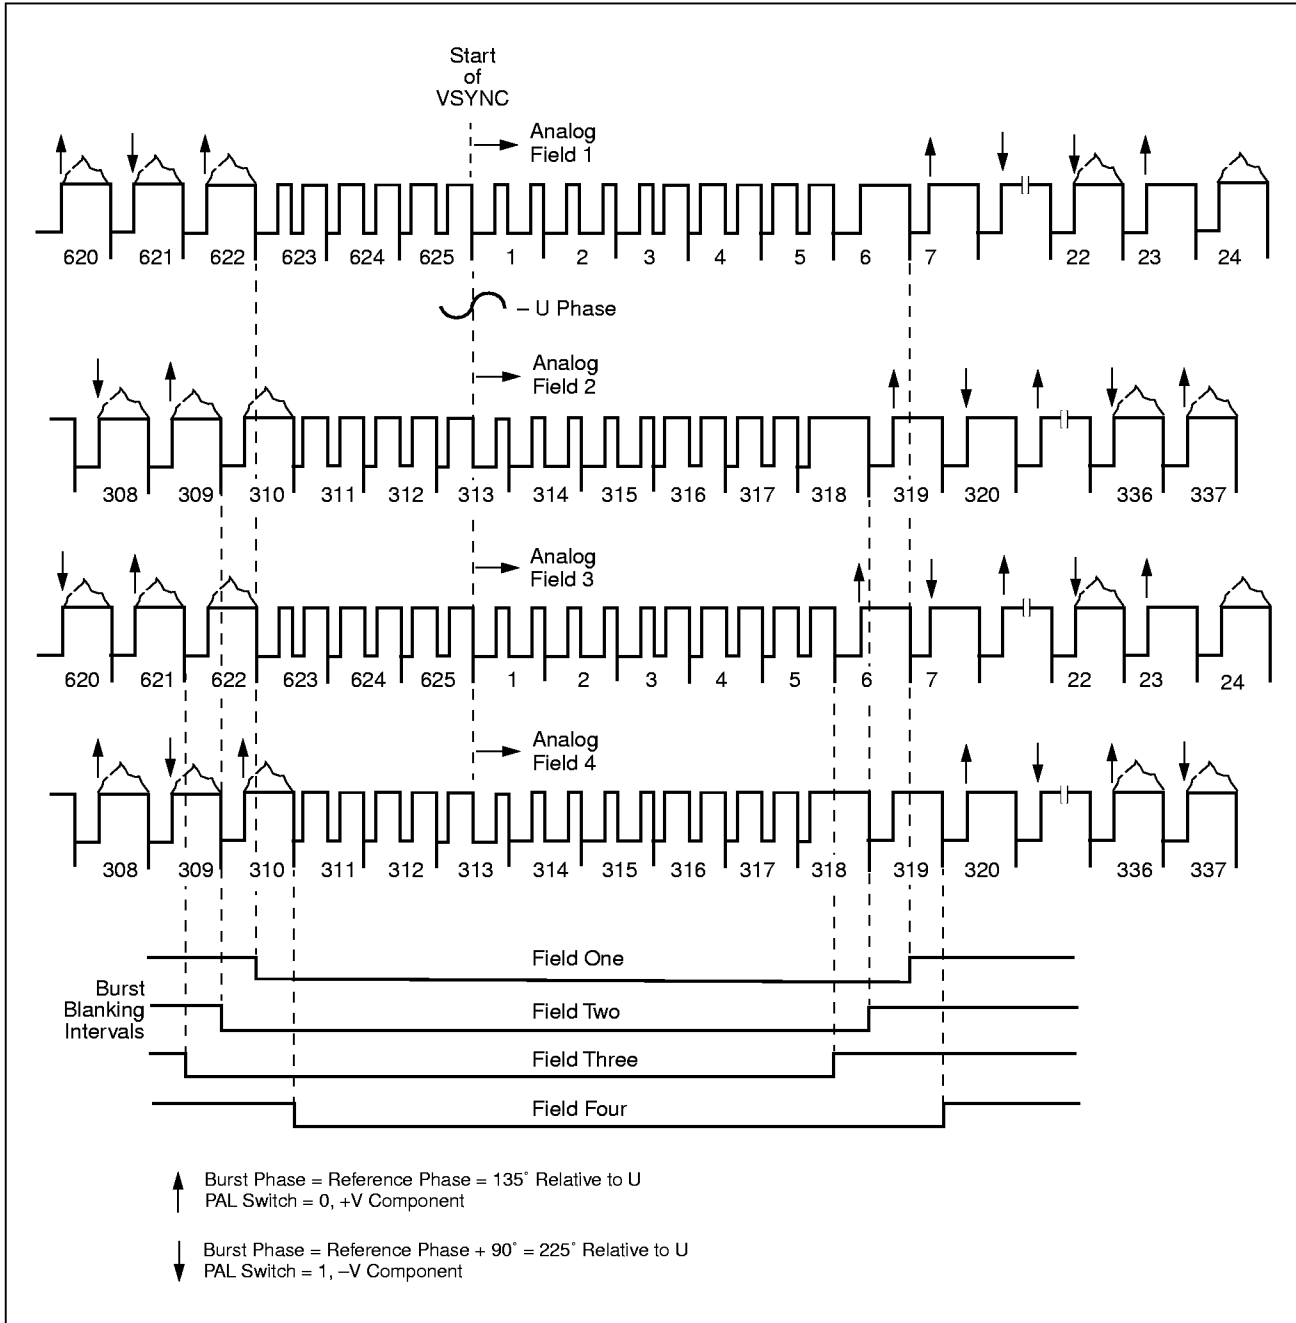 Start
of
VSYNC
Analog
Field 1
620 621 622 623 624 625 1 2 3 4 5 6 7 22 23 24
– U Phase
Analog
Field 2
308 309 310 311 312 313 314 315 316 317 318 319 320 336 337
Analog
Field 3
620 621 622 623 624 625 1 2 3 4 5 6 7 22 23 24
Analog
Field 4
308 309 310 311 312 313 314 315 316 317 318 319 320 336 337
Burst
Blanking
Intervals
Field One
Field Two
Field Three
Field Four
Burst Phase = Reference Phase = 135° Relative to U
PAL Switch = 0, +V Component
Burst Phase = Reference Phase + 90° = 225° Relative to U
PAL Switch = 1, –V Component